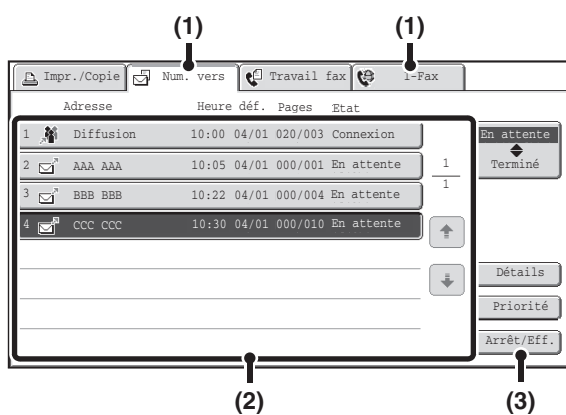 (1) (1)
Impr./Copie Num. vers Travail fax I-Fax
Adresse Heure déf. Pages Etat
1 Diffusion 10:00 04/01 020/003 Connexion
2 AAA AAA 10:05 04/01 000/001 En attente
3 BBB BBB 10:22 04/01 000/004 En attente
4 CCC CCC 10:30 04/01 000/010 En attente
1
1
En attente
Terminé
Détails
Priorité
Arrêt/Eff.
(2) (3)